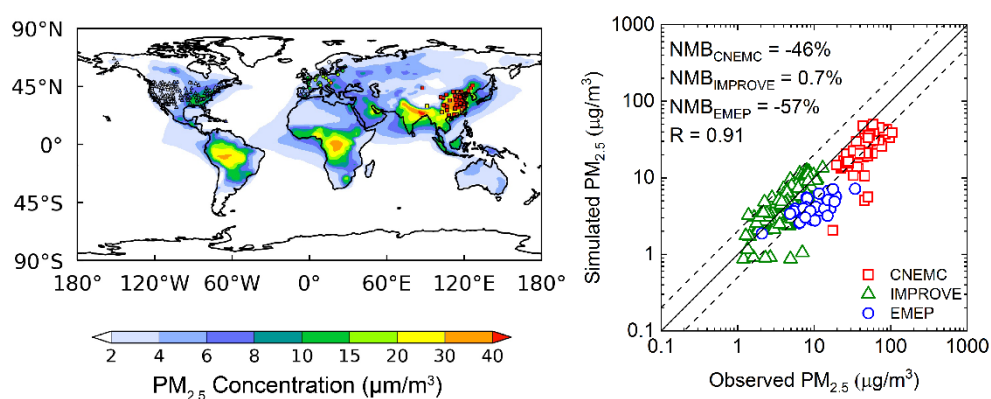 90°N
45°N
0°
45°S
90°S
180° 120°W 60°W 0° 60°E 120°E 180°
2 4 6 8 10 15 20 30 40
PM2.5 Concentration (μm/m³)
1000
100
10
1
0.1
Simulated PM2.5 (μg/m³)
NMBCNEMC = -46%
NMBIMPROVE = 0.7%
NMBEMEP = -57%
R = 0.91
CNEMC
IMPROVE
EMEP
0.1 1 10 100 1000
Observed PM2.5 (μg/m³)